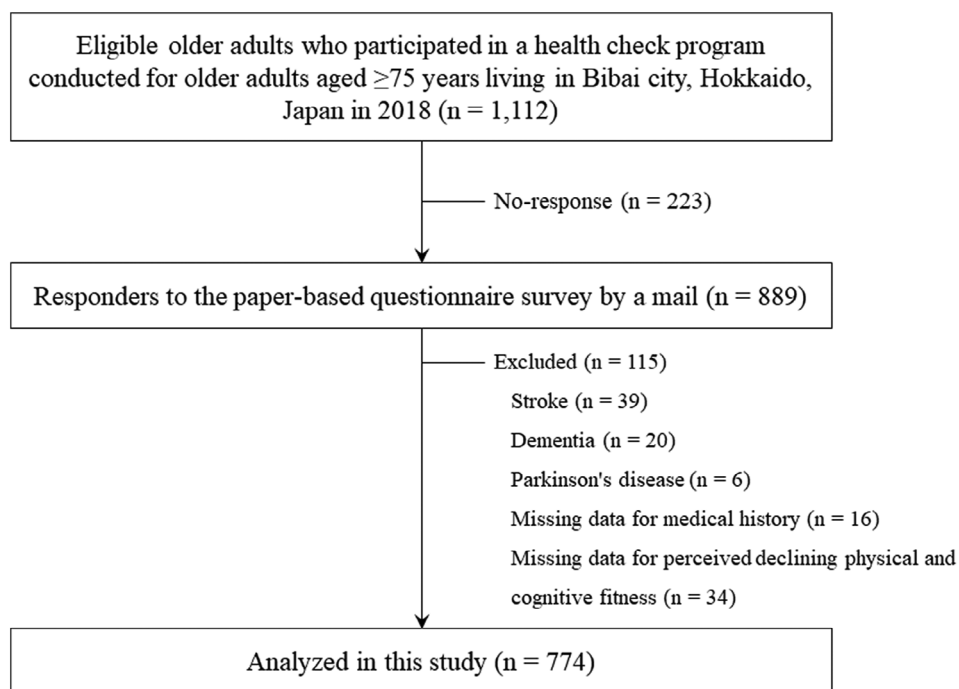 Eligible older adults who participated in a health check program
conducted for older adults aged ≥75 years living in Bibai city, Hokkaido,
Japan in 2018 (n = 1,112)
No-response (n = 223)
Responders to the paper-based questionnaire survey by a mail (n = 889)
Excluded (n = 115)
Stroke (n = 39)
Dementia (n = 20)
Parkinson's disease (n = 6)
Missing data for medical history (n = 16)
Missing data for perceived declining physical and
cognitive fitness (n = 34)
Analyzed in this study (n = 774)